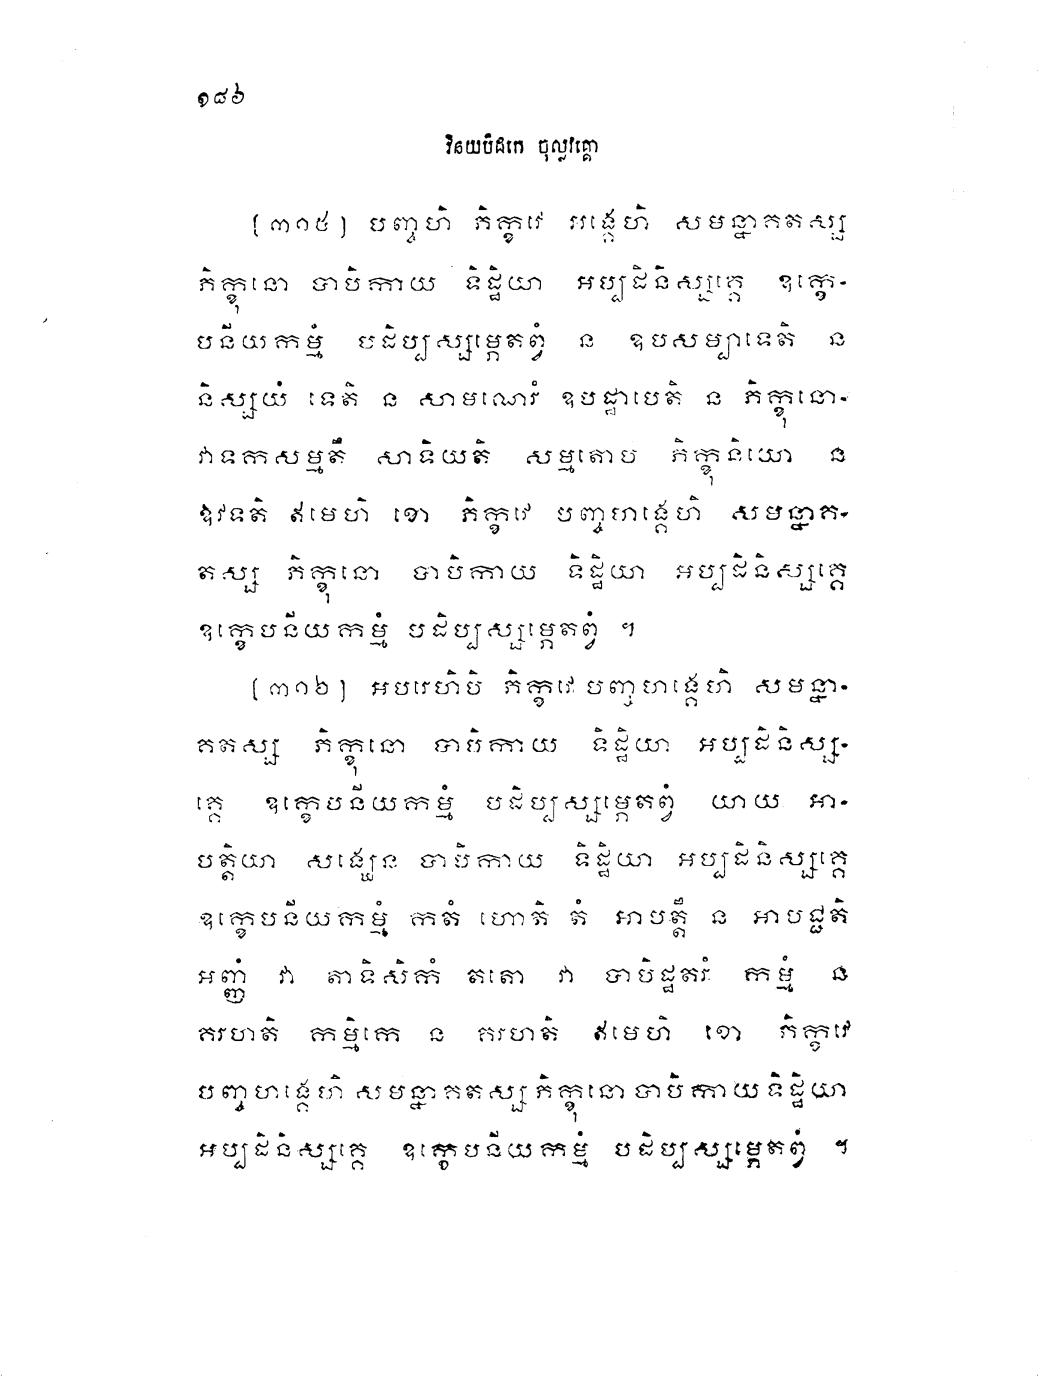 ១៨៦
វិនយបិដកេ ចុល្លវគ្គោ
[៣១៥] បញ្ចហិ ភិក្ខវេ អង្គេហិ សមន្នាគតស្ស
ភិក្ខុនោ បាបិកាយ ទិដ្ឋិយា អប្បដិនិស្សគ្គេ ឧក្ខេ-
បនីយកម្មំ បដិប្បស្សម្ភេតព្វំ ន ឧបសម្បាទេតិ ន
និស្សយំ ទេតិ ន សាមណេរំ ឧបដ្ឋាបេតិ ន ភិក្ខុនោ-
វាទកសម្មតឹ សាទិយតិ សម្មតោប ភិក្ខុនិយោ ន
ឱវទតិ ឥមេហិ ខោ ភិក្ខវេ បញ្ចហង្គេហិ សមន្នាគ-
តស្ស ភិក្ខុនោ បាបិកាយ ទិដ្ឋិយា អប្បដិនិស្សគ្គេ
ឧក្ខេបនីយកម្មំ បដិប្បស្សម្ភេតព្វំ ។
[៣១៦] អបរេហិបិ ភិក្ខវេ បញ្ចហង្គេហិ សមន្នា-
គតស្ស ភិក្ខុនោ បាបិកាយ ទិដ្ឋិយា អប្បដិនិស្ស-
គ្គេ ឧក្ខេបនីយកម្មំ បដិប្បស្សម្ភេតព្វំ យាយ អា-
បត្តិយា សង្ឃេន បាបិកាយ ទិដ្ឋិយា អប្បដិនិស្សគ្គេ
ឧក្ខេបនីយកម្មំ កតំ ហោតិ តំ អាបត្តឹ ន អាបជ្ជតិ
អញ្ញំ វា តាទិសិកំ តតោ វា បាបិដ្ឋតរំ កម្មំ ន
គរហតិ កម្មិកេ ន គរហតិ ឥមេហិ ខោ ភិក្ខវេ
បញ្ចហង្គេហិ សមន្នាគតស្ស ភិក្ខុនោ បាបិកាយ ទិដ្ឋិយា
អប្បដិនិស្សគ្គេ ឧក្ខេបនីយកម្មំ បដិប្បស្សម្ភេតព្វំ ។